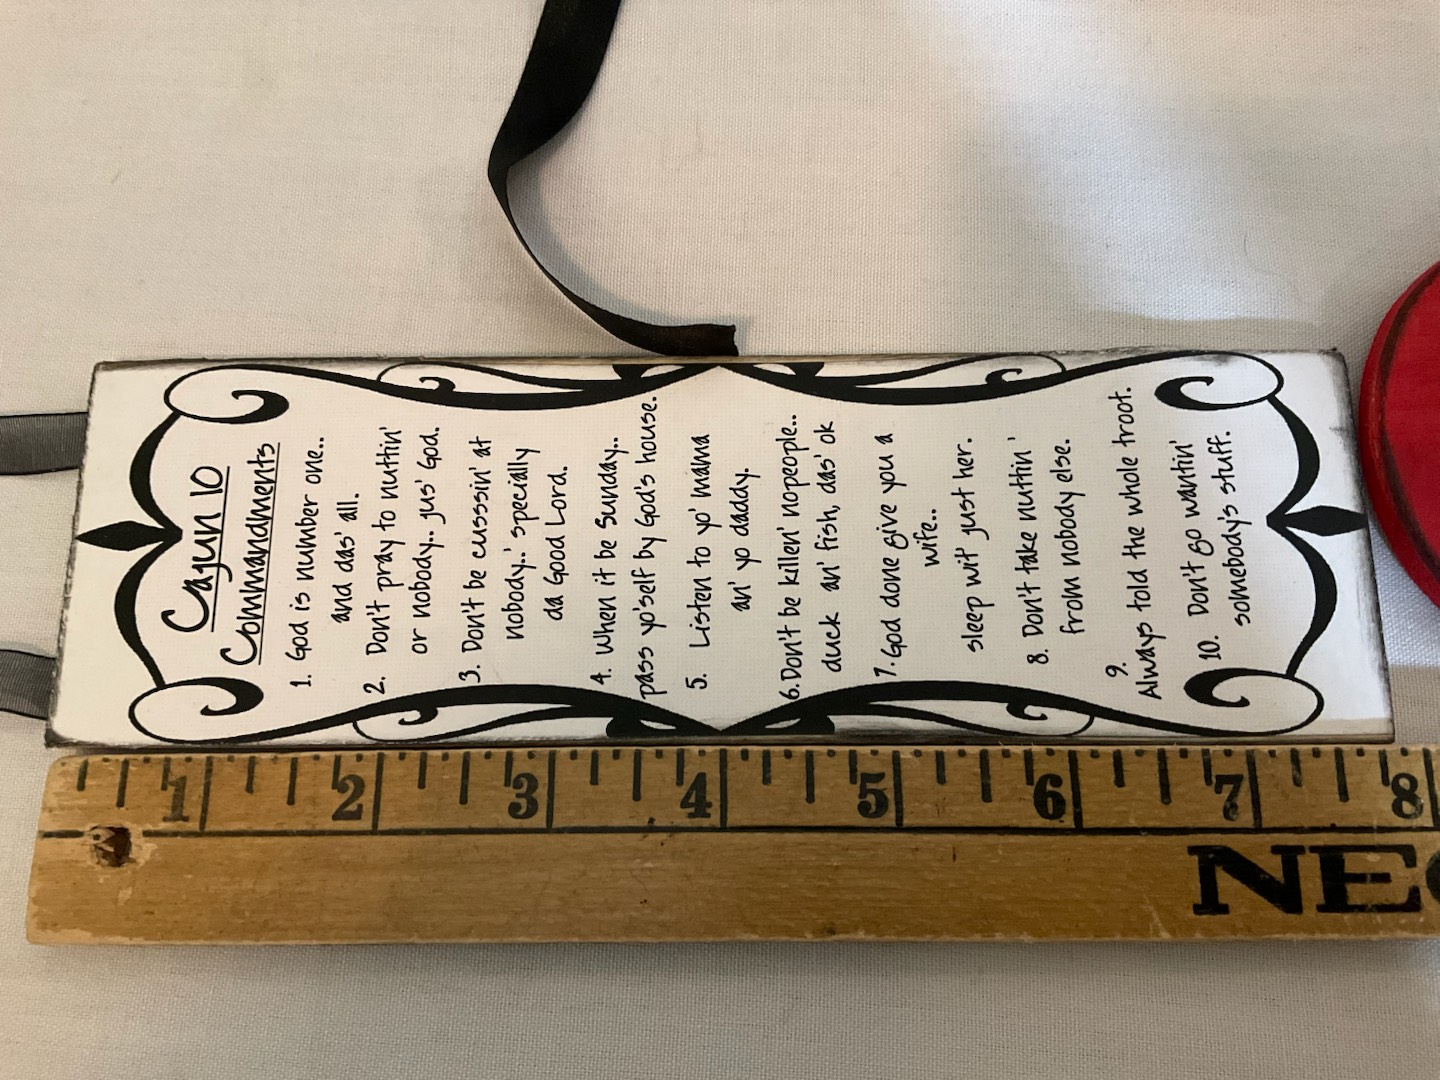 Cajun 10
Commandments
1. God is number one..
and das' all.
2. Don't pray to nuttin'
or nobody.. jus' God.
3. Don't be cusssin' at
nobody..' specially
da Good Lord.
4. When it be Sunday..
pass yo'self by God's house.
5. Listen to yo' mama
an' yo daddy.
6. Don't be killen' nopeople..
duck an' fish, das' ok
7. God done give you a
wife..
sleep wit' just her.
8. Don't take nuttin'
from nobody else.
9.
Always told the whole troot.
10. Don't go wantin'
somebody's stuff.
1 2 3 4 5 6 7 8
NE